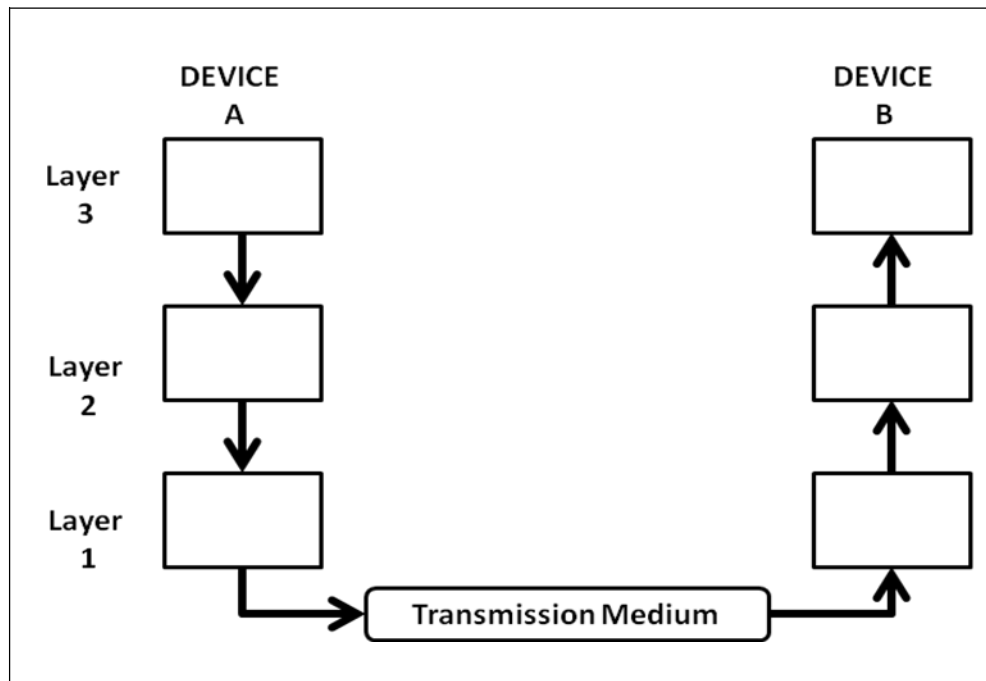 DEVICE
A
DEVICE
B
Layer
3
Layer
2
Layer
1
Transmission Medium